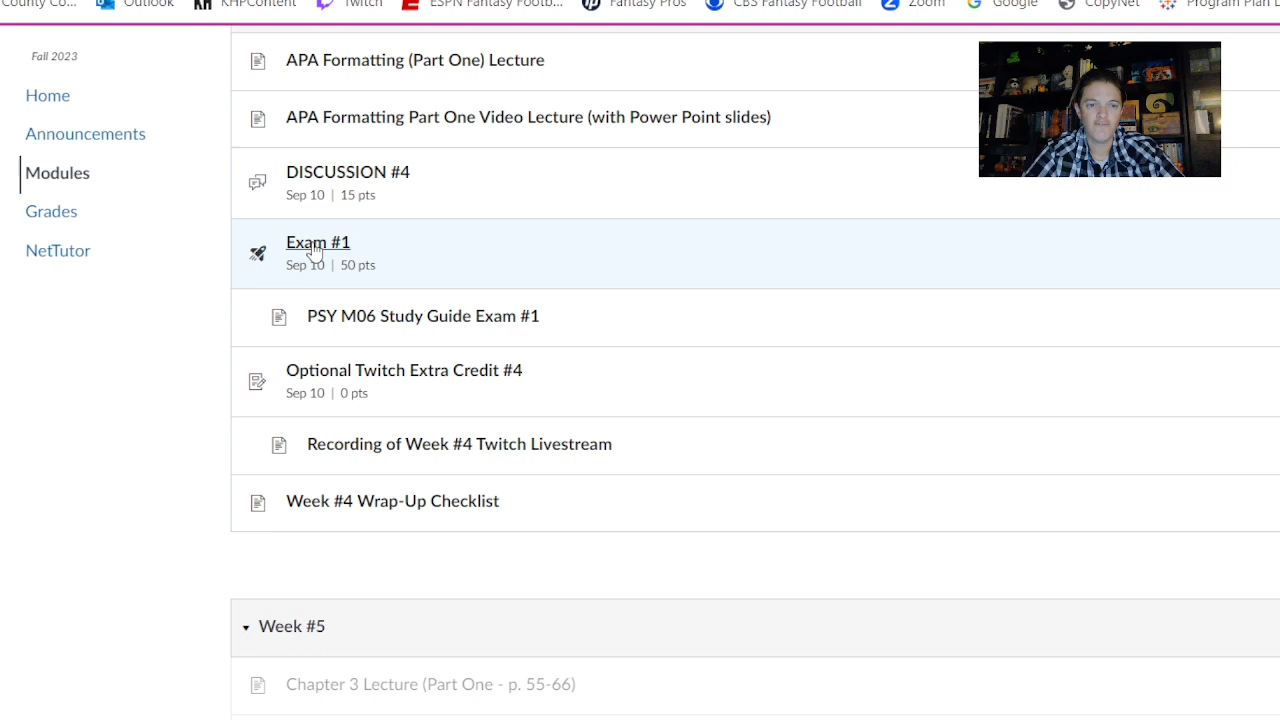 County Co... Outlook KHPContent Twitch ESPN Fantasy Footb... Fantasy Pros CBS Fantasy Football Zoom Google CopyNet Program Plan
Fall 2023
Home
Announcements
Modules
Grades
NetTutor
APA Formatting (Part One) Lecture
APA Formatting Part One Video Lecture (with Power Point slides)
DISCUSSION #4
Sep 10 | 15 pts
Exam #1
Sep 10 | 50 pts
PSY M06 Study Guide Exam #1
Optional Twitch Extra Credit #4
Sep 10 | 0 pts
Recording of Week #4 Twitch Livestream
Week #4 Wrap-Up Checklist
Week #5
Chapter 3 Lecture (Part One - p. 55-66)